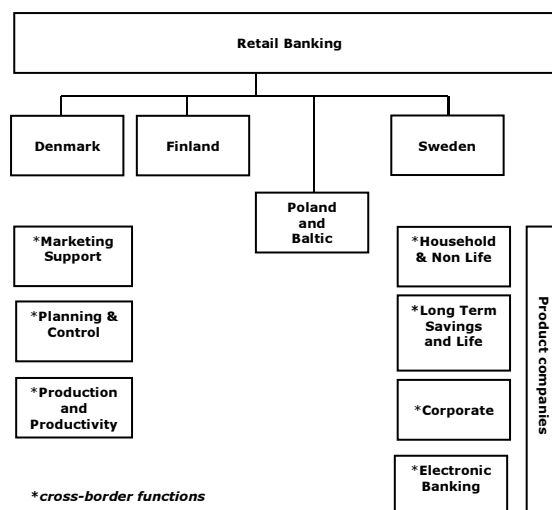 Retail Banking
Denmark
Finland
Sweden
Poland
and
Baltic
*Marketing
Support
*Planning &
Control
*Production
and
Productivity
*Household
& Non Life
*Long Term
Savings
and Life
*Corporate
*Electronic
Banking
Product companies
*cross-border functions